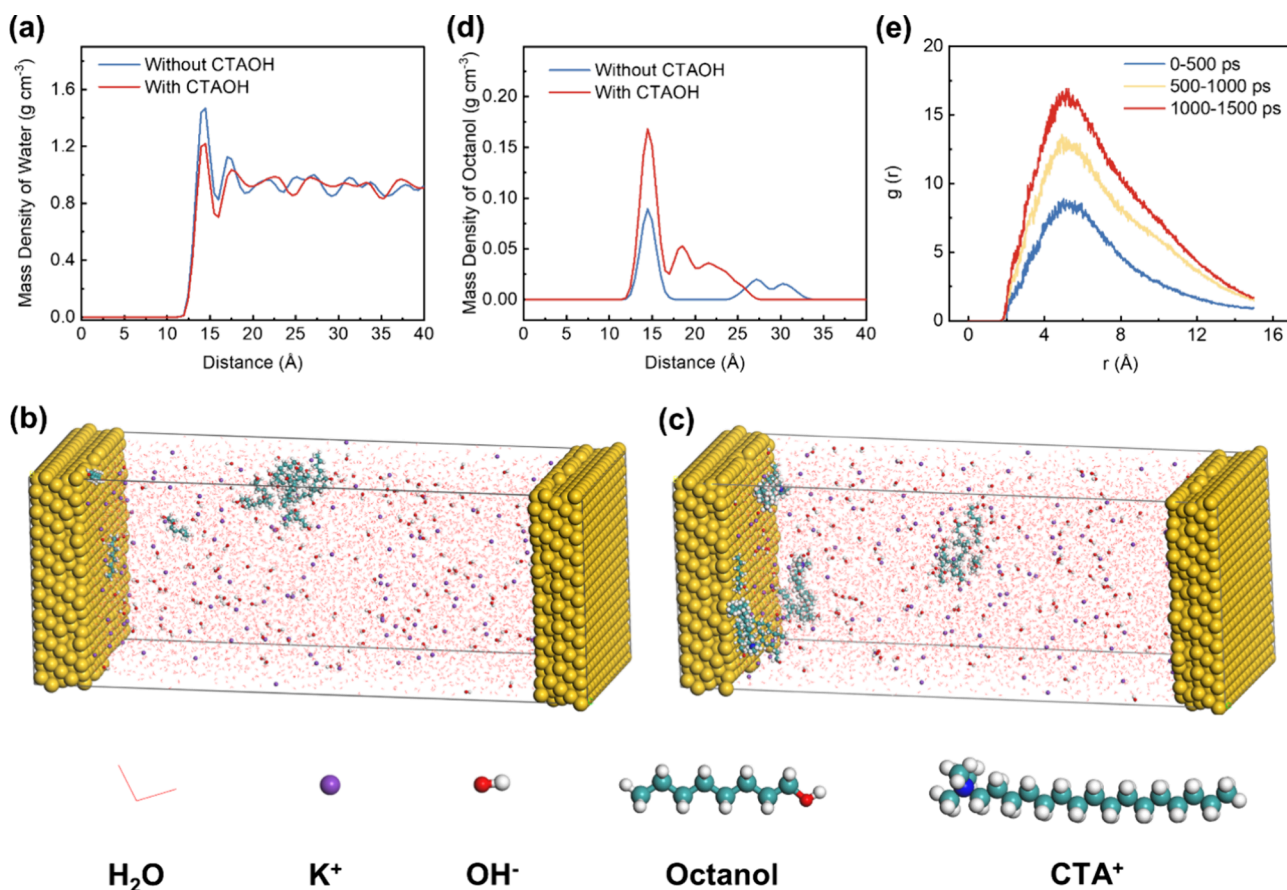 (a)
Mass Density of Water (g cm⁻³)
1.8
1.4
1.2
0.9
0.4
0.0
Without CTAOH
With CTAOH
0 5 10 15 20 25 30 35 40
Distance (Å)
(d)
Mass Density of Octanol (g cm⁻³)
0.20
0.15
0.10
0.05
0.00
Without CTAOH
With CTAOH
0 5 10 15 20 25 30 35 40
Distance (Å)
(e)
g (r)
20
15
10
5
0
0-500 ps
500-1000 ps
1000-1500 ps
0 4 8 12 16
r (Å)
(b)
(c)
H₂O K⁺ OH⁻ Octanol CTA⁺